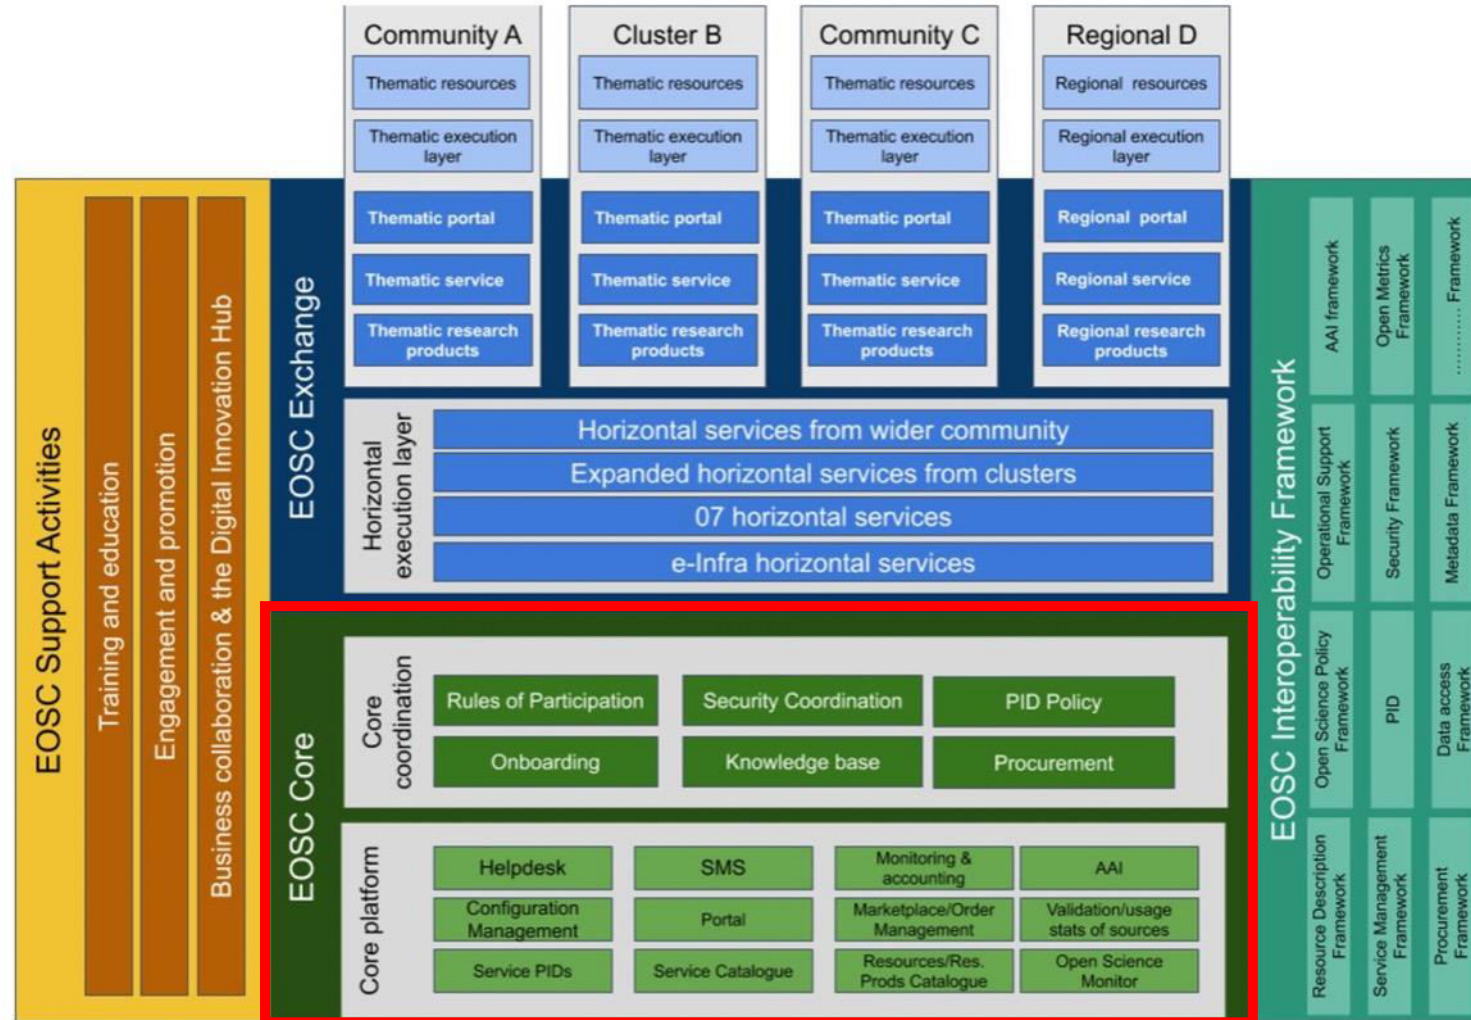 Community A
Thematic resources
Thematic execution
layer
Thematic portal
Thematic service
Thematic research
products
Cluster B
Thematic resources
Thematic execution
layer
Thematic portal
Thematic service
Thematic research
products
Community C
Thematic resources
Thematic execution
layer
Thematic portal
Thematic service
Thematic research
products
Regional D
Regional resources
Regional execution
layer
Regional portal
Regional service
Regional research
products
EOSC Support Activities
Training and education
Engagement and promotion
Business collaboration & the Digital Innovation Hub
EOSC Exchange
Horizontal
execution layer
Horizontal services from wider community
Expanded horizontal services from clusters
07 horizontal services
e-Infra horizontal services
EOSC Core
Core
coordination
Rules of Participation
Security Coordination
PID Policy
Onboarding
Knowledge base
Procurement
Core platform
Helpdesk
SMS
Monitoring &
accounting
AAI
Configuration
Management
Portal
Marketplace/Order
Management
Validation/usage
stats of sources
Service PIDs
Service Catalogue
Resources/Res.
Prods Catalogue
Open Science
Monitor
EOSC Interoperability Framework
AAI framework
Open Metrics
Framework
........... Framework
Operational Support
Framework
Security Framework
Metadata Framework
Open Science Policy
Framework
PID
Data access
Framework
Resource Description
Framework
Service Management
Framework
Procurement
Framework